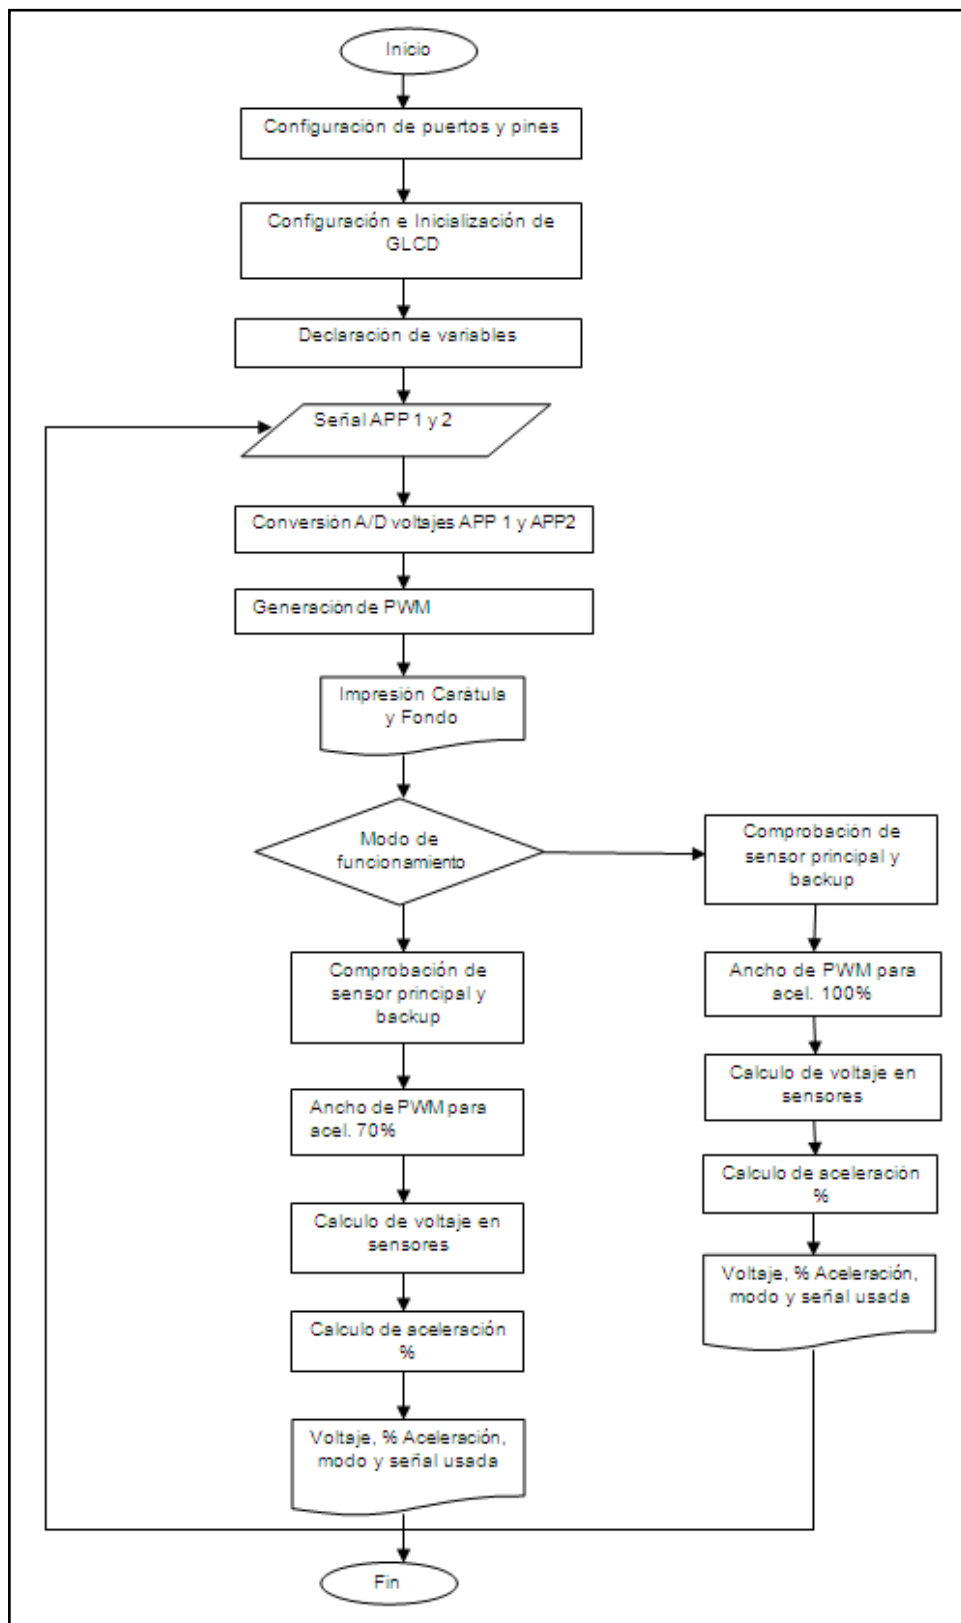 Inicio
Configuración de puertos y pines
Configuración e Inicialización de
GLCD
Declaración de variables
Señal APP 1 y 2
Conversión A/D voltajes APP 1 y APP2
Generación de PWM
Impresión Carátula
y Fondo
Modo de
funcionamiento
Comprobación de
sensor principal y
backup
Ancho de PWM para
acel. 70%
Calculo de voltaje en
sensores
Calculo de aceleración
%
Voltaje, % Aceleración,
modo y señal usada
Comprobación de
sensor principal y
backup
Ancho de PWM para
acel. 100%
Calculo de voltaje en
sensores
Calculo de aceleración
%
Voltaje, % Aceleración,
modo y señal usada
Fin